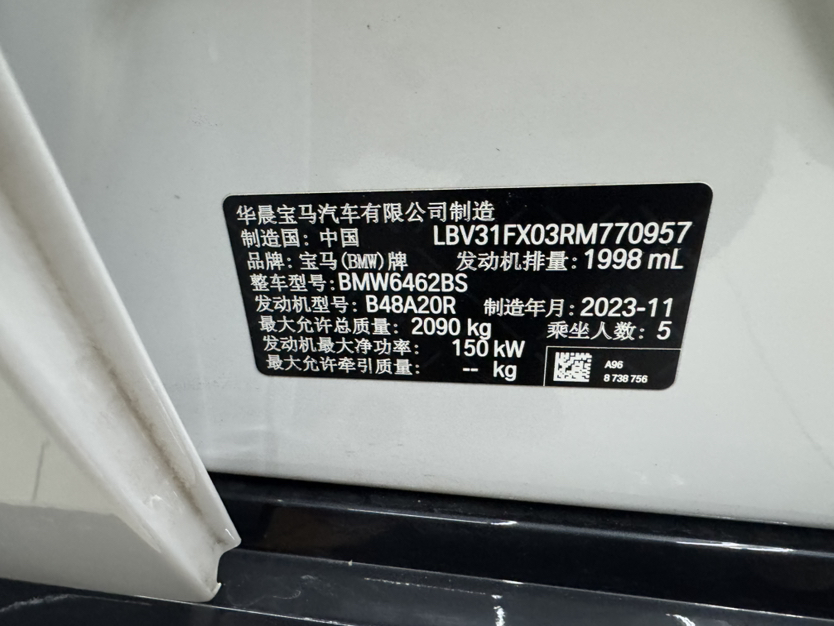 华晨宝马汽车有限公司制造
制造国：中国 LBV31FX03RM770957
品牌：宝马(BMW)牌 发动机排量：1998 mL
整车型号：BMW6462BS
发动机型号：B48A20R 制造年月：2023-11
最大允许总质量：2090 kg 乘坐人数：5
发动机最大净功率：150 kW
最大允许牵引质量：-- kg
A96
8 738 756